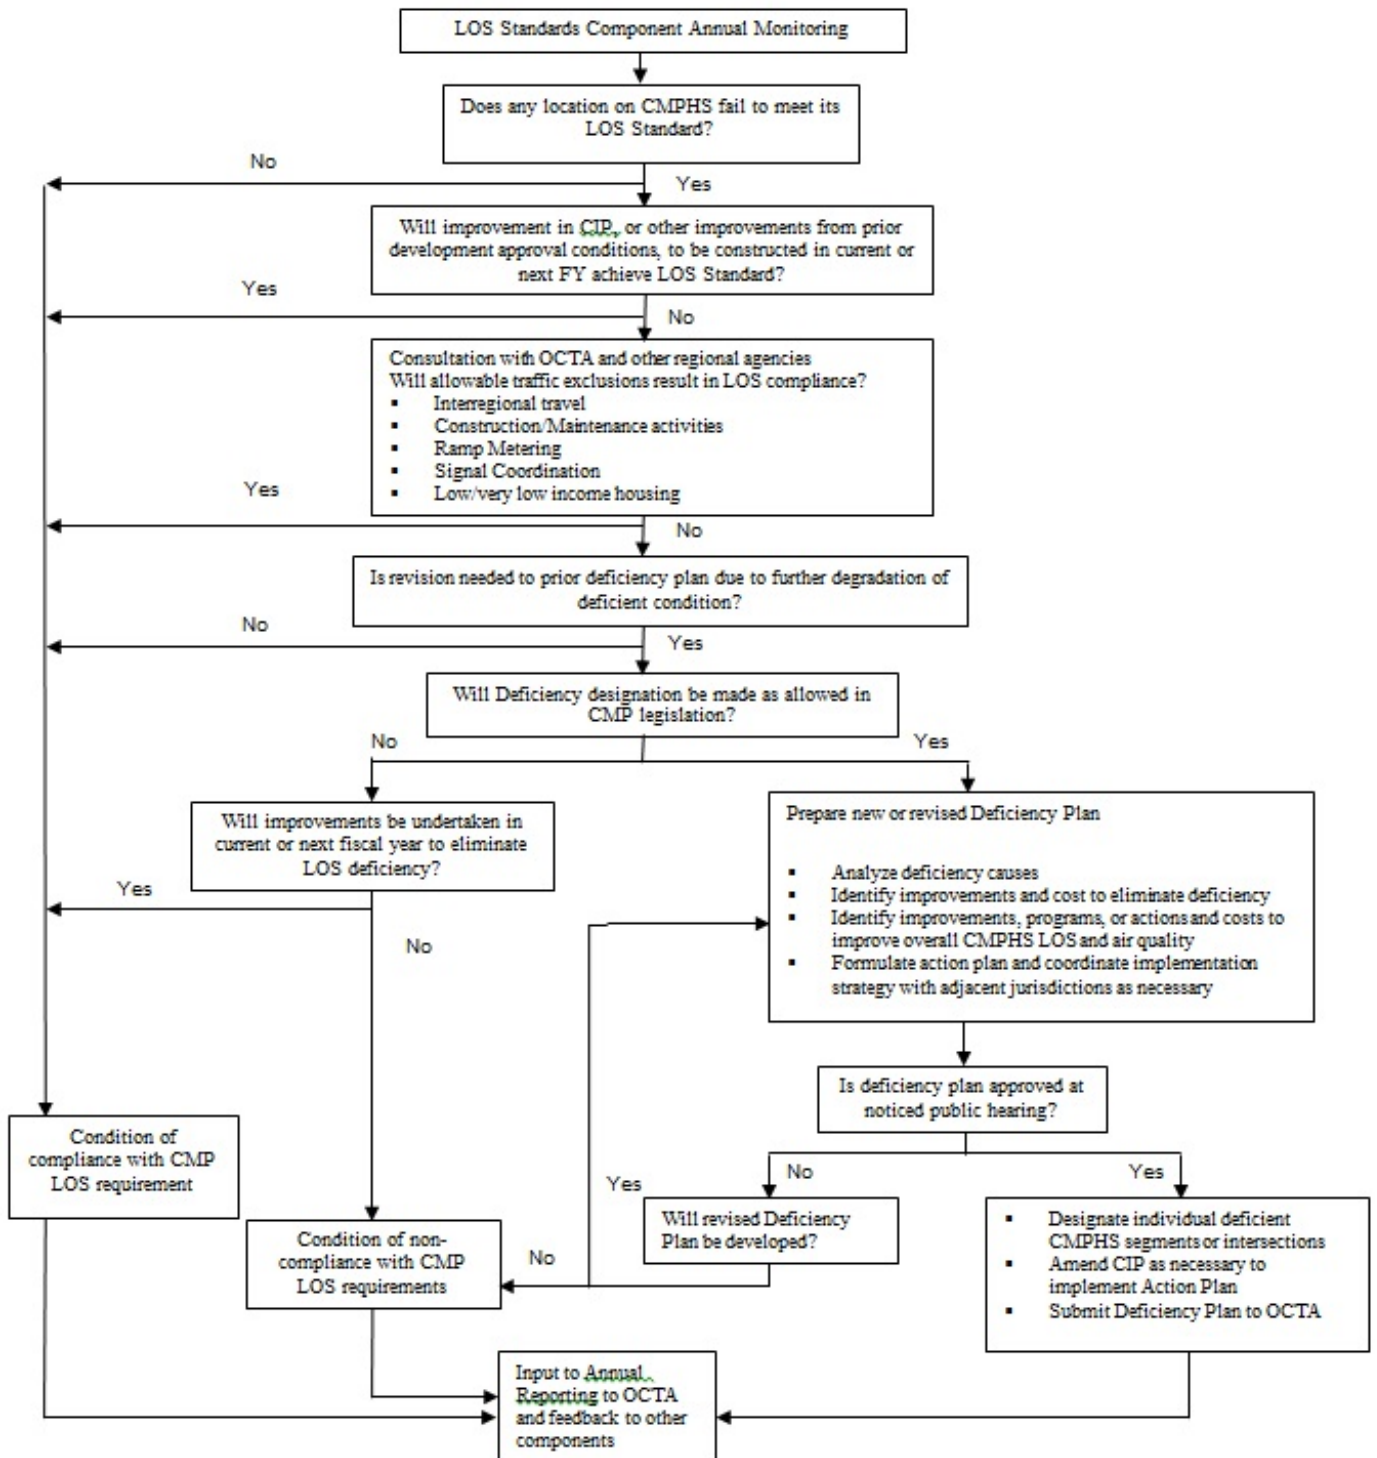 LOS Standards Component Annual Monitoring
Does any location on CMPHS fail to meet its
LOS Standard?
No
Yes
Will improvement in CIP, or other improvements from prior
development approval conditions, to be constructed in current or
next FY achieve LOS Standard?
Yes
No
Consultation with OCTA and other regional agencies
Will allowable traffic exclusions result in LOS compliance?
▪ Interregional travel
▪ Construction/Maintenance activities
▪ Ramp Metering
▪ Signal Coordination
▪ Low/very low income housing
Yes
No
Is revision needed to prior deficiency plan due to further degradation of
deficient condition?
No
Yes
Will Deficiency designation be made as allowed in
CMP legislation?
No
Yes
Will improvements be undertaken in
current or next fiscal year to eliminate
LOS deficiency?
Yes
No
Prepare new or revised Deficiency Plan
▪ Analyze deficiency causes
▪ Identify improvements and cost to eliminate deficiency
▪ Identify improvements, programs, or actions and costs to
improve overall CMPHS LOS and air quality
▪ Formulate action plan and coordinate implementation
strategy with adjacent jurisdictions as necessary
Is deficiency plan approved at
noticed public hearing?
No
Yes
Condition of
compliance with CMP
LOS requirement
Yes
Will revised Deficiency
Plan be developed?
No
Condition of non-
compliance with CMP
LOS requirements
▪ Designate individual deficient
CMPHS segments or intersections
▪ Amend CIP as necessary to
implement Action Plan
▪ Submit Deficiency Plan to OCTA
Input to Annual
Reporting to OCTA
and feedback to other
components